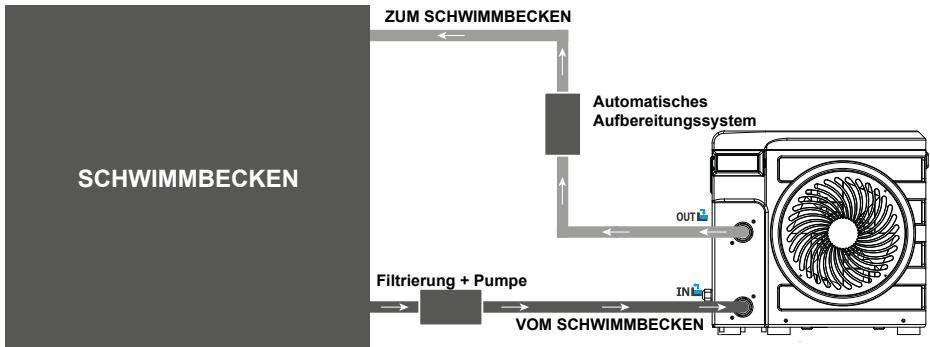 ZUM SCHWIMMBECKEN
Automatisches
Aufbereitungssystem
SCHWIMMBECKEN
OUT
Filtrierung + Pumpe
IN
VOM SCHWIMMBECKEN